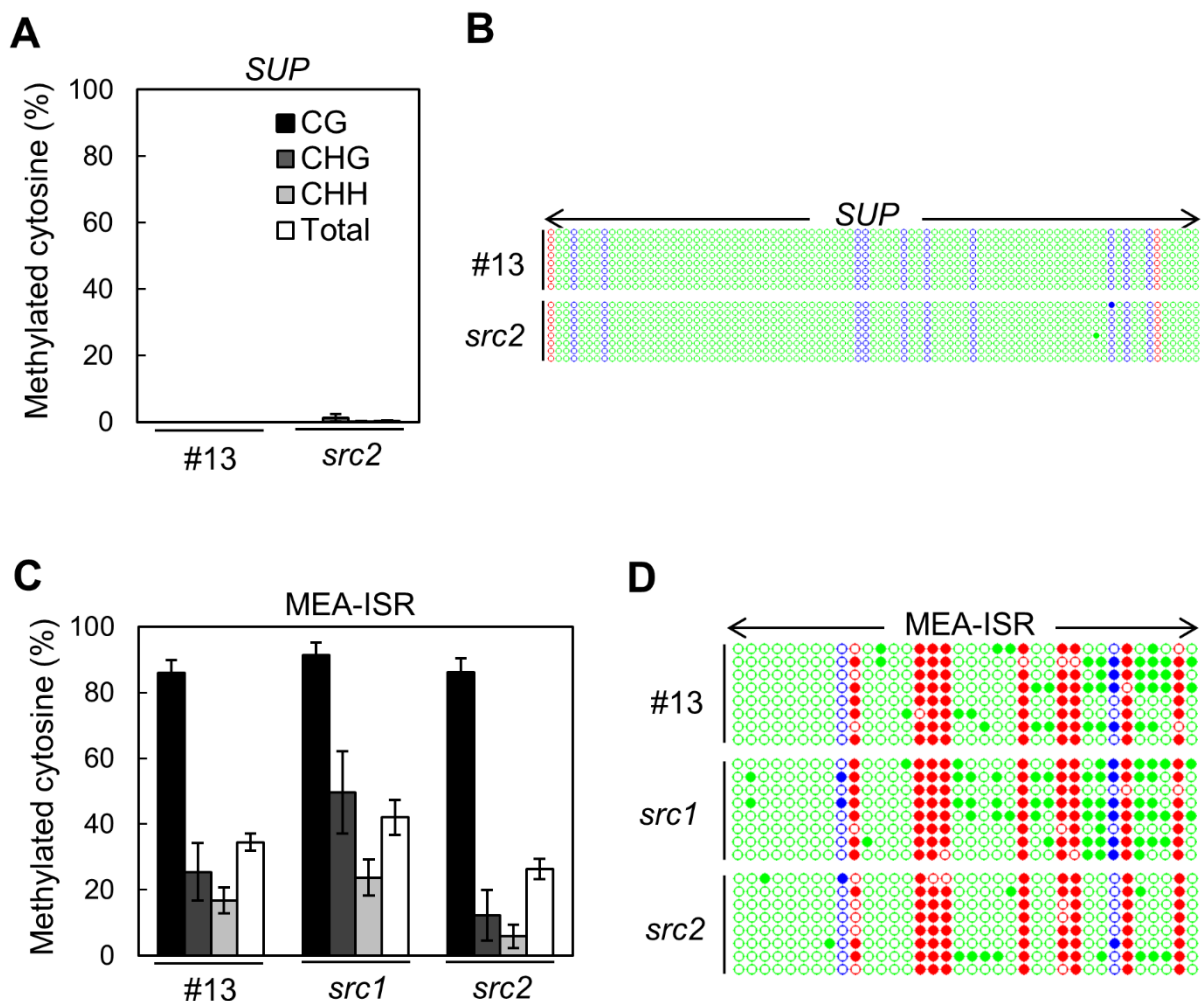 A
SUP
Methylated cytosine (%)
100
80
60
40
20
0
CG
CHG
CHH
Total
#13
src2
B
SUP
#13
src2
C
MEA-ISR
Methylated cytosine (%)
100
80
60
40
20
0
#13
src1
src2
D
MEA-ISR
#13
src1
src2